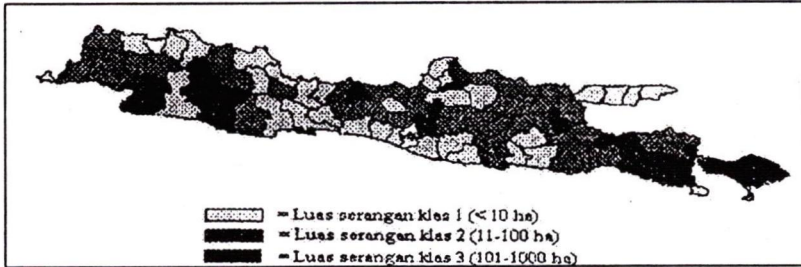 = Luas serangan klas 1 (< 10 ha)
= Luas serangan klas 2 (11-100 ha)
= Luas serangan klas 3 (101-1000 ha)